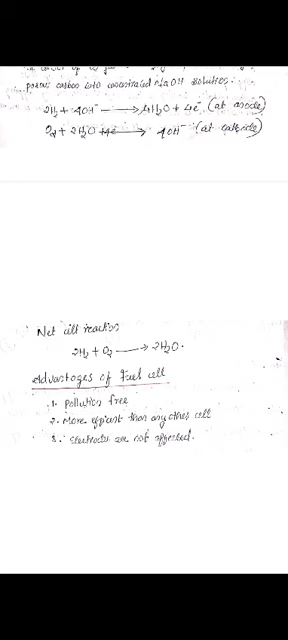 porous carbon with concentrated NaOH solution.
2H₂ + 4OH⁻ ⟶ 4H₂O + 4e⁻ (at anode)
O₂ + 2H₂O + 4e⁻ ⟶ 4OH⁻ (at cathode)
Net cell reaction
2H₂ + O₂ ⟶ 2H₂O.
Advantages of Fuel cell
1. Pollution free
2. More effiient than any other cell
3. Electrodes are not affected.